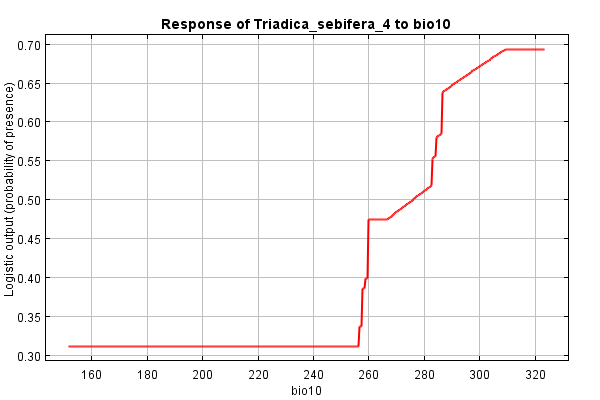 Response of Triadica_sebifera_4 to bio10
Logistic output (probability of presence)
0.70
0.65
0.60
0.55
0.50
0.45
0.40
0.35
0.30
160 180 200 220 240 260 280 300 320
bio10